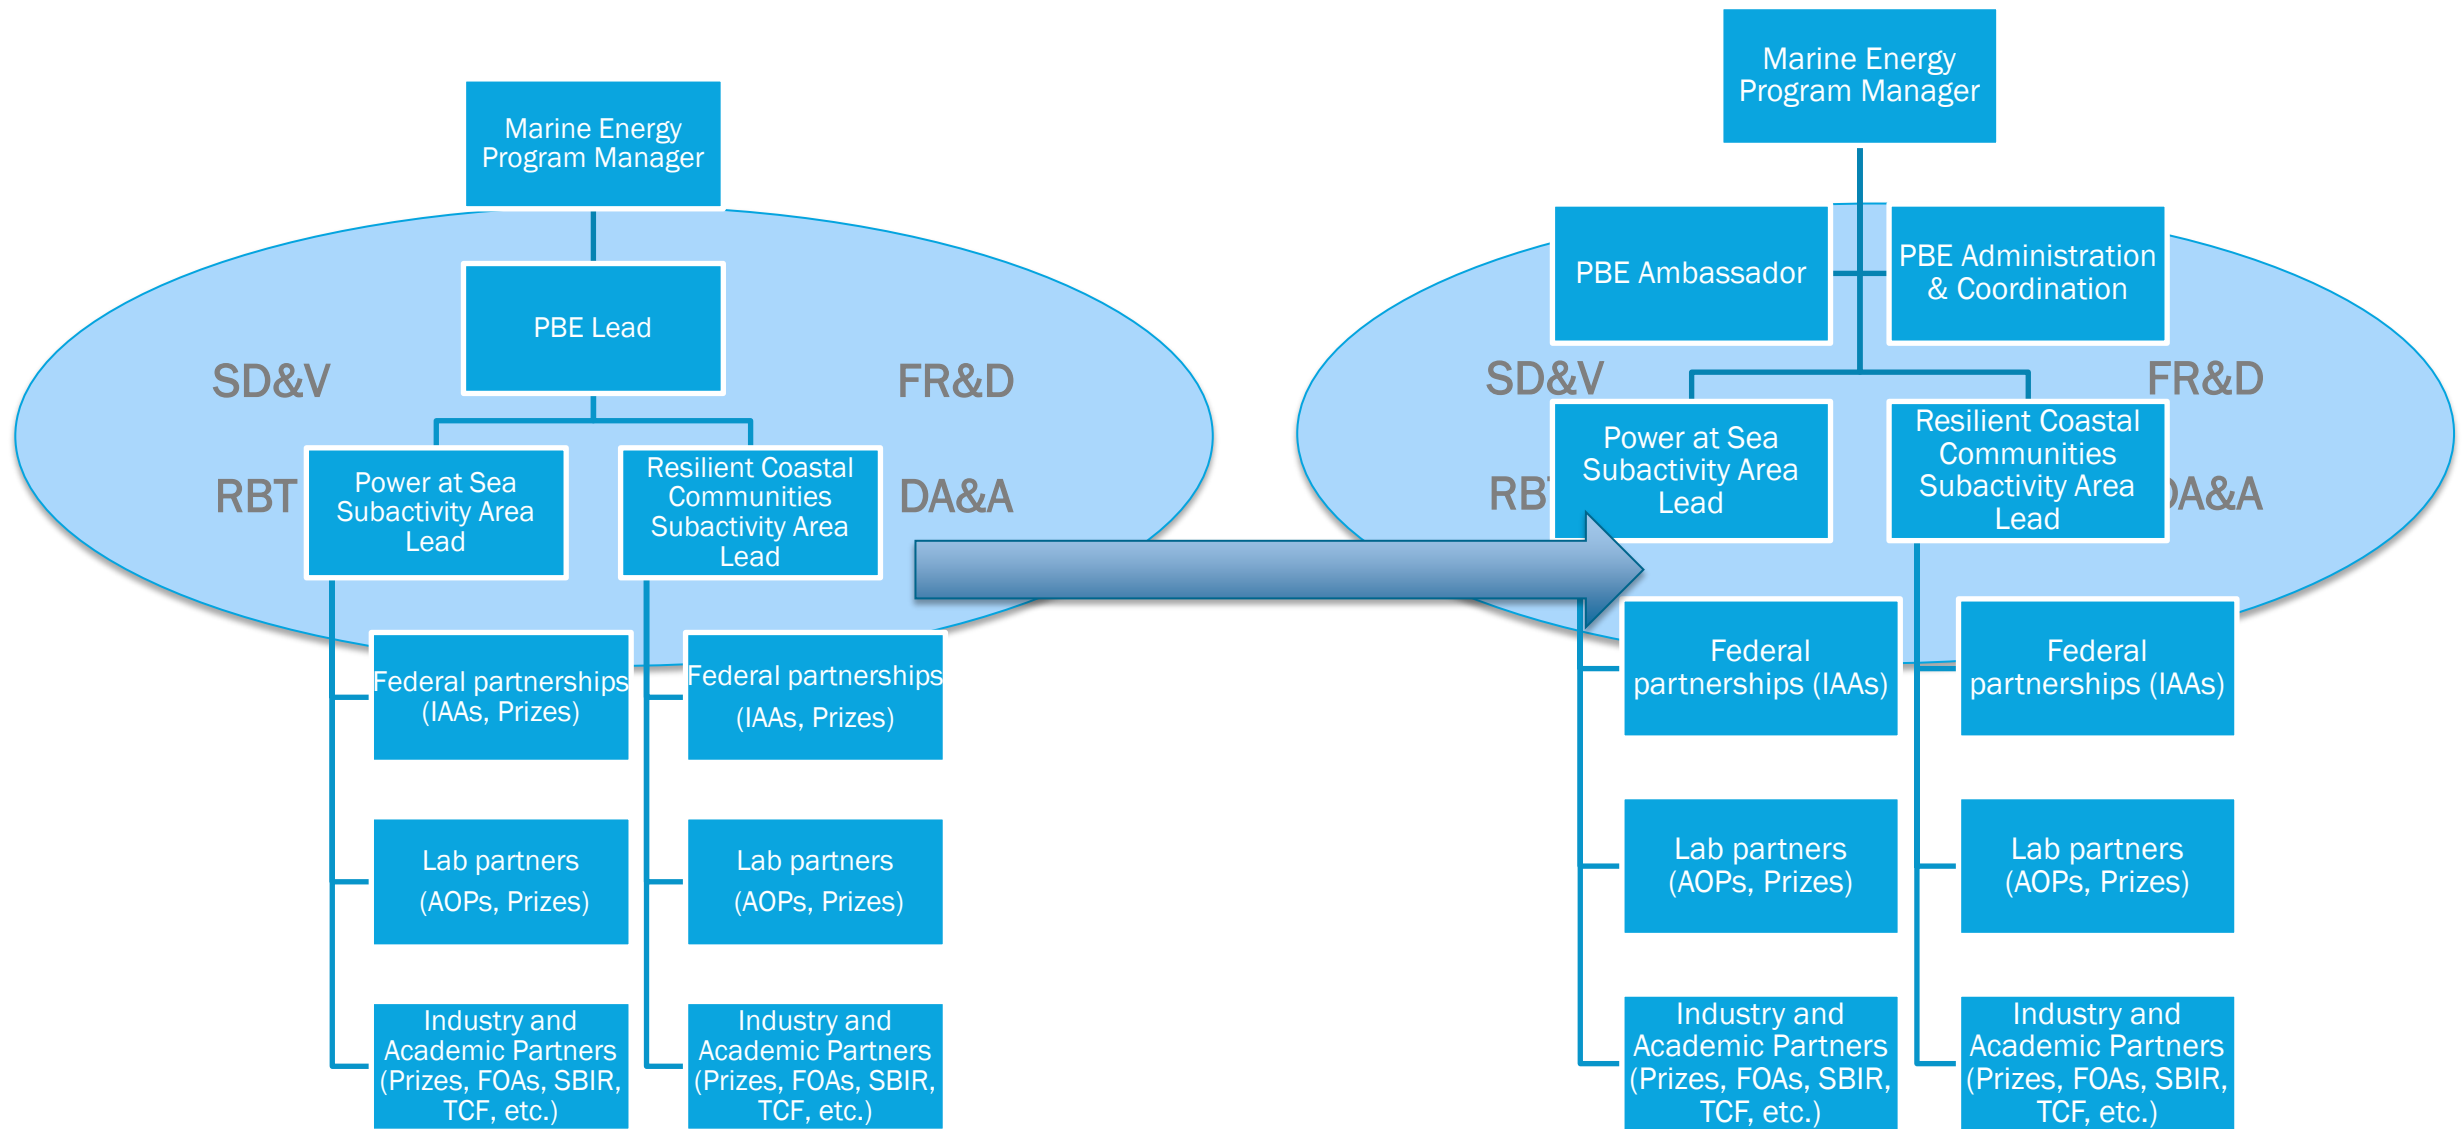 Marine Energy
Program Manager
PBE Lead
SD&V
FR&D
RBT
DA&A
Power at Sea
Subactivity Area
Lead
Resilient Coastal
Communities
Subactivity Area
Lead
Federal partnerships
(IAAs, Prizes)
Federal partnerships
(IAAs, Prizes)
Lab partners
(AOPs, Prizes)
Lab partners
(AOPs, Prizes)
Industry and
Academic Partners
(Prizes, FOAs, SBIR,
TCF, etc.)
Industry and
Academic Partners
(Prizes, FOAs, SBIR,
TCF, etc.)
Marine Energy
Program Manager
PBE Ambassador
PBE Administration
& Coordination
SD&V
FR&D
RBT
DA&A
Power at Sea
Subactivity Area
Lead
Resilient Coastal
Communities
Subactivity Area
Lead
Federal
partnerships (IAAs)
Federal
partnerships (IAAs)
Lab partners
(AOPs, Prizes)
Lab partners
(AOPs, Prizes)
Industry and
Academic Partners
(Prizes, FOAs, SBIR,
TCF, etc.)
Industry and
Academic Partners
(Prizes, FOAs, SBIR,
TCF, etc.)